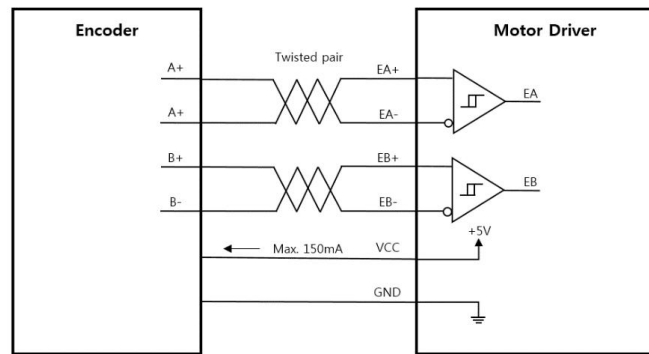 Encoder
Motor Driver
Twisted pair
A+
EA+
EA
A+
EA-
B+
EB+
EB
B-
EB-
+5V
Max. 150mA
VCC
GND